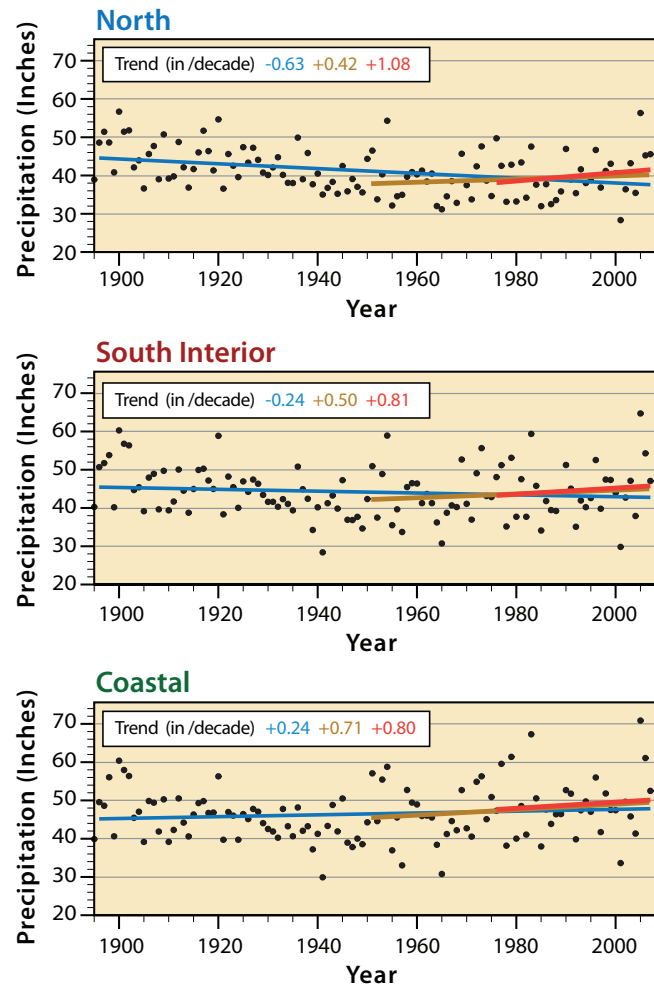 North
Precipitation (Inches)
70
60
50
40
30
20
Trend (in /decade) -0.63 +0.42 +1.08
1900 1920 1940 1960 1980 2000
Year
South Interior
Precipitation (Inches)
70
60
50
40
30
20
Trend (in /decade) -0.24 +0.50 +0.81
1900 1920 1940 1960 1980 2000
Year
Coastal
Precipitation (Inches)
70
60
50
40
30
20
Trend (in /decade) +0.24 +0.71 +0.80
1900 1920 1940 1960 1980 2000
Year